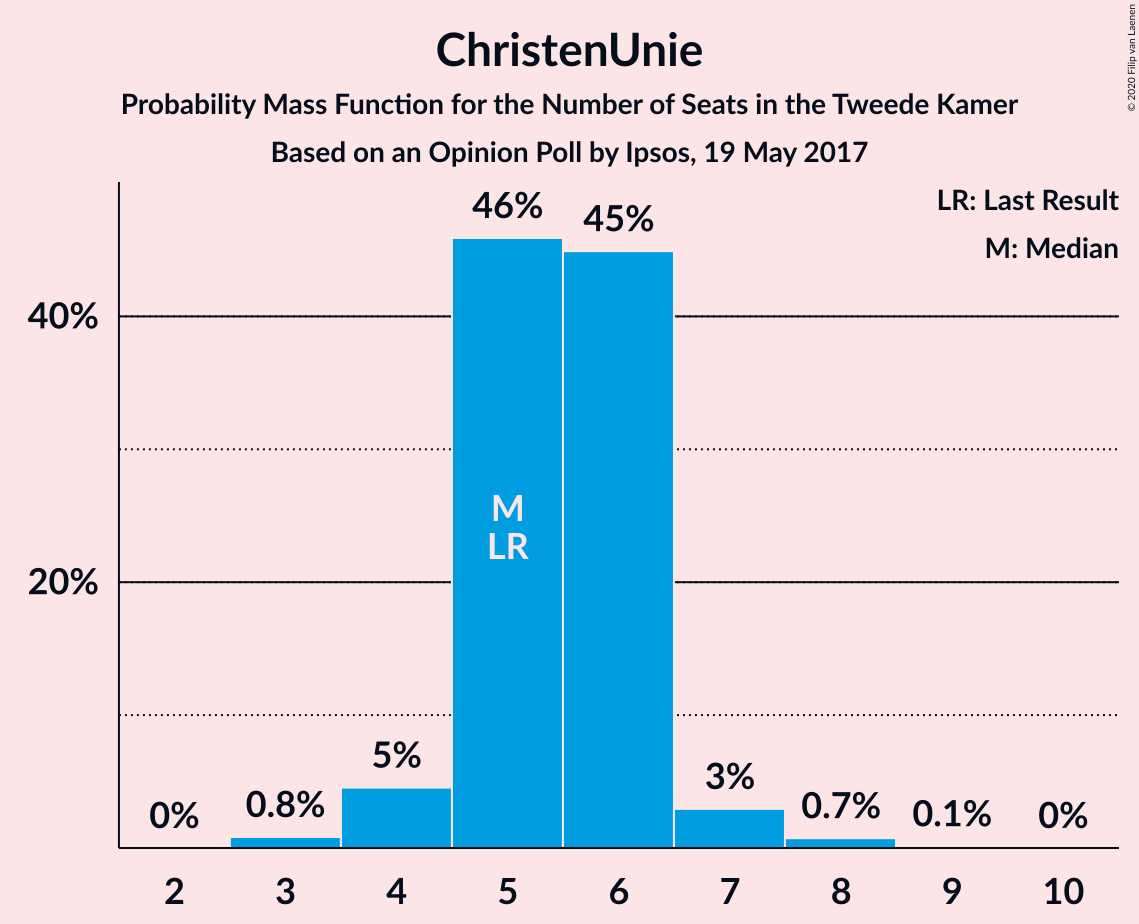 ChristenUnie
Probability Mass Function for the Number of Seats in the Tweede Kamer
Based on an Opinion Poll by Ipsos, 19 May 2017
© 2020 Filip van Laenen
LR: Last Result
M: Median
46%
45%
40%
M
LR
20%
5%
3%
0%
0.8%
0.7%
0.1%
0%
2 3 4 5 6 7 8 9 10